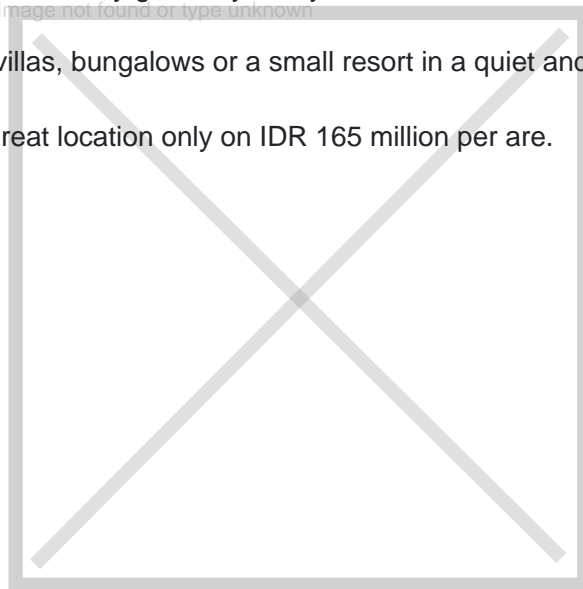 Image not found or type unknown
villas, bungalows or a small resort in a quiet and
reat location only on IDR 165 million per are.